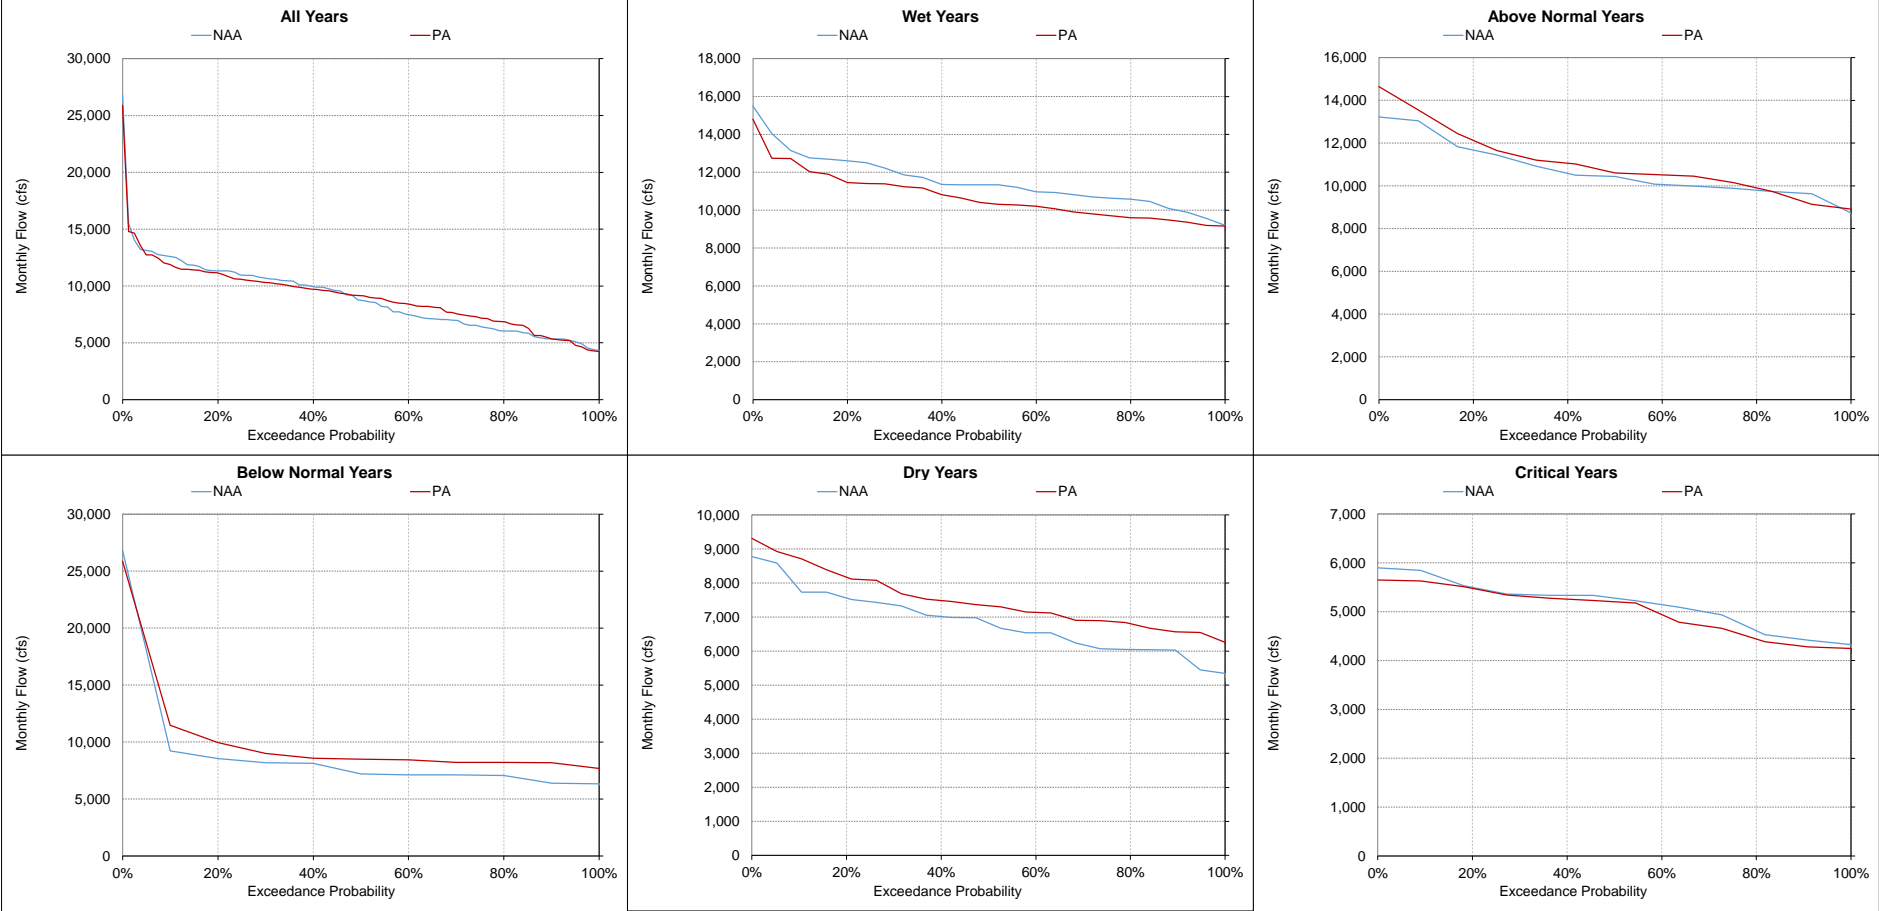 All Years
NAA PA
30,000
25,000
20,000
15,000
10,000
5,000
0
0% 20% 40% 60% 80% 100%
Monthly Flow (cfs)
Exceedance Probability
Wet Years
NAA PA
18,000
16,000
14,000
12,000
10,000
8,000
6,000
4,000
2,000
0
0% 20% 40% 60% 80% 100%
Monthly Flow (cfs)
Exceedance Probability
Above Normal Years
NAA PA
16,000
14,000
12,000
10,000
8,000
6,000
4,000
2,000
0
0% 20% 40% 60% 80% 100%
Monthly Flow (cfs)
Exceedance Probability
Below Normal Years
NAA PA
30,000
25,000
20,000
15,000
10,000
5,000
0
0% 20% 40% 60% 80% 100%
Monthly Flow (cfs)
Exceedance Probability
Dry Years
NAA PA
10,000
9,000
8,000
7,000
6,000
5,000
4,000
3,000
2,000
1,000
0
0% 20% 40% 60% 80% 100%
Monthly Flow (cfs)
Exceedance Probability
Critical Years
NAA PA
7,000
6,000
5,000
4,000
3,000
2,000
1,000
0
0% 20% 40% 60% 80% 100%
Monthly Flow (cfs)
Exceedance Probability